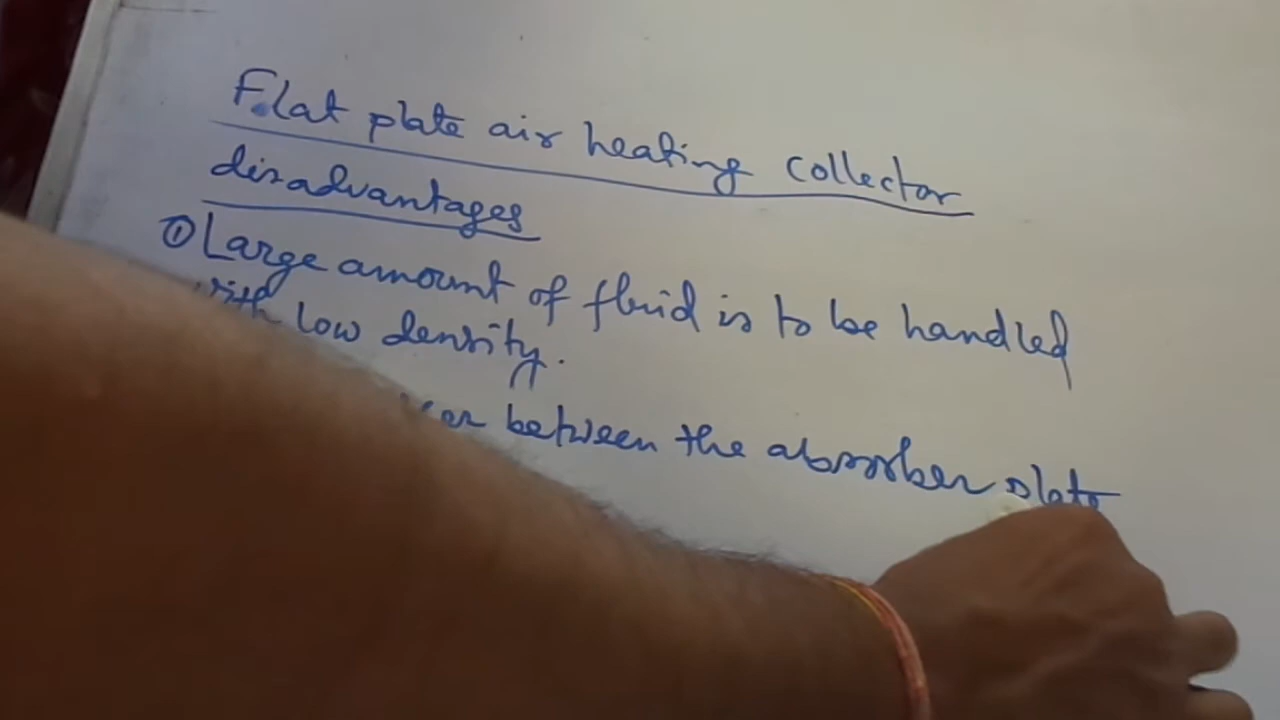 Flat plate air heating collector
disadvantages
① Large amount of fluid is to be handled
with low density.
between the absorber plate